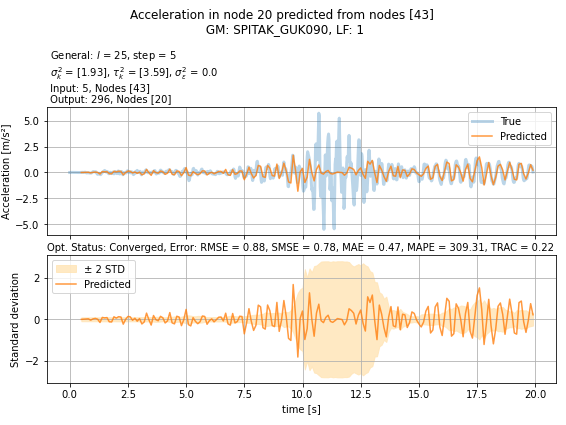 Acceleration in node 20 predicted from nodes [43]
GM: SPITAK_GUK090, LF: 1
General: l = 25, step = 5
σ²ₖ = [1.93], τ²ₖ = [3.59], σ²_ε = 0.0
Input: 5, Nodes [43]
Output: 296, Nodes [20]
Acceleration [m/s²]
5.0
2.5
0.0
−2.5
−5.0
True
Predicted
Opt. Status: Converged, Error: RMSE = 0.88, SMSE = 0.78, MAE = 0.47, MAPE = 309.31, TRAC = 0.22
Standard deviation
2
0
−2
± 2 STD
Predicted
0.0 2.5 5.0 7.5 10.0 12.5 15.0 17.5 20.0
time [s]